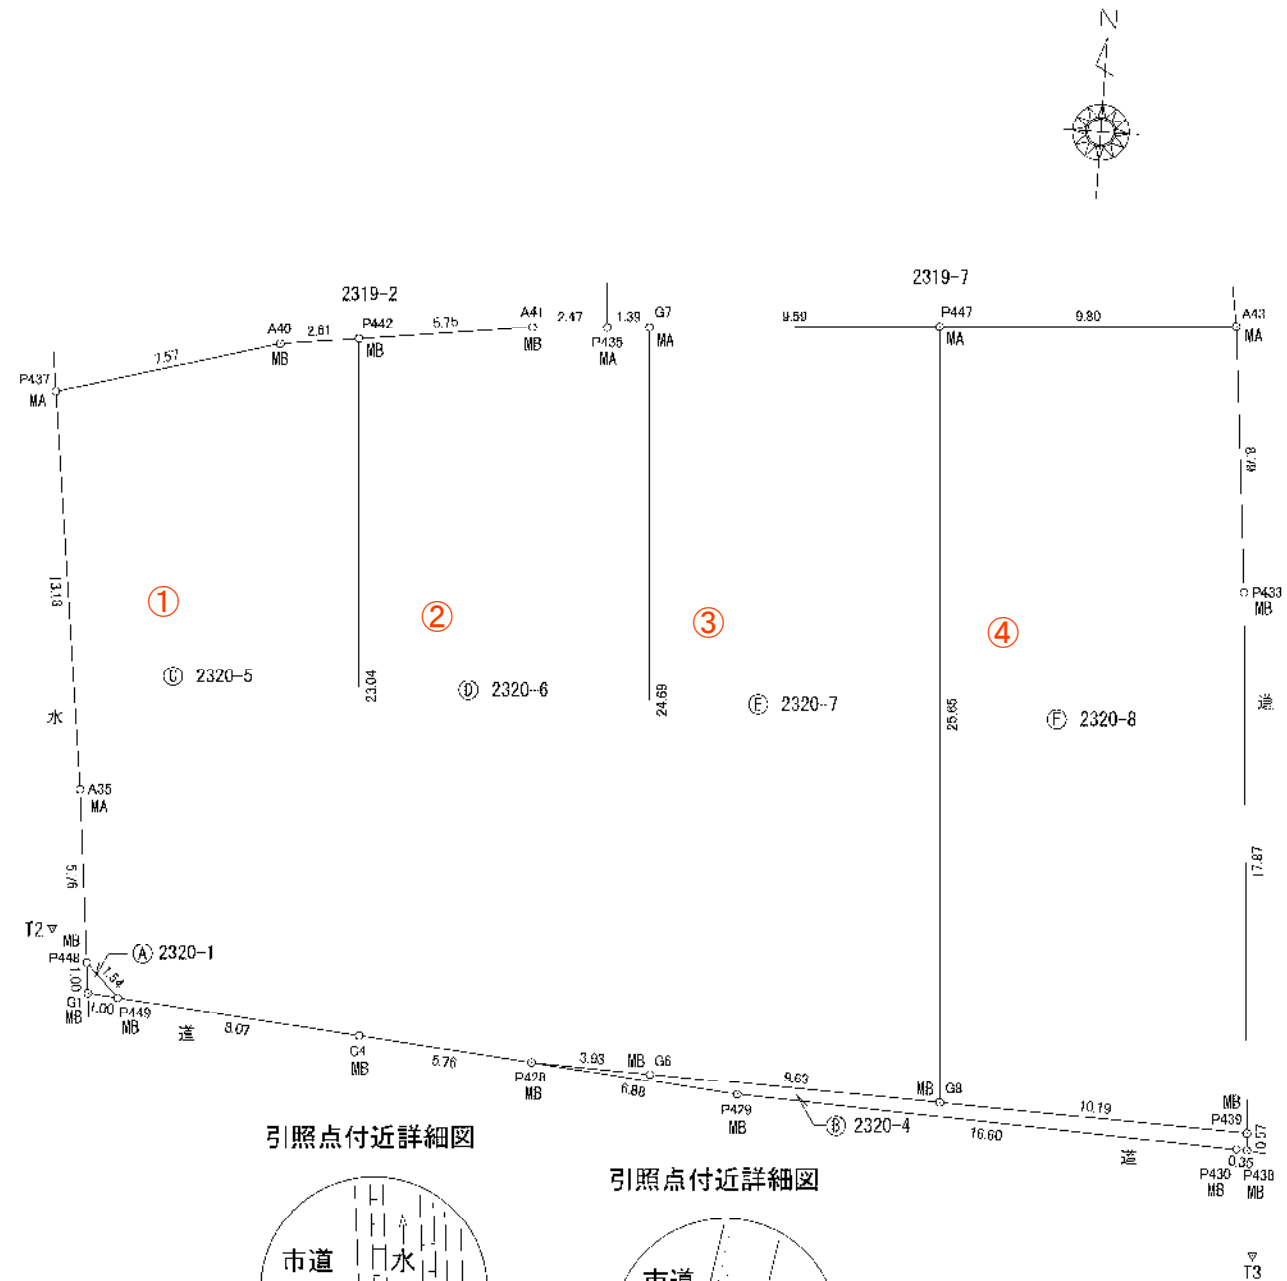 N
2319-7
2319-2
A41
G7
P447
A43
A40
P442
5.75
2.47
1.39
9.59
9.80
2.61
MB
P435
MA
MA
MA
MB
MB
MA
7.57
P437
MA
8.79
P433
MB
13.18
①
②
③
④
Ⓒ 2320-5
Ⓓ 2320-6
Ⓔ 2320-7
Ⓕ 2320-8
23.04
24.69
25.65
水
道
A35
MA
5.76
17.87
T2
MB
P448
Ⓐ 2320-1
1.00
1.54
G1
MB
1.00
P449
MB
道
8.07
G4
MB
5.76
P428
MB
3.93
MB G6
6.88
9.63
P429
MB
MB G8
Ⓑ 2320-4
10.19
16.60
MB
P439
0.57
道
0.35
P430
MB
P438
MB
引照点付近詳細図
引照点付近詳細図
市道
水
市道
T3